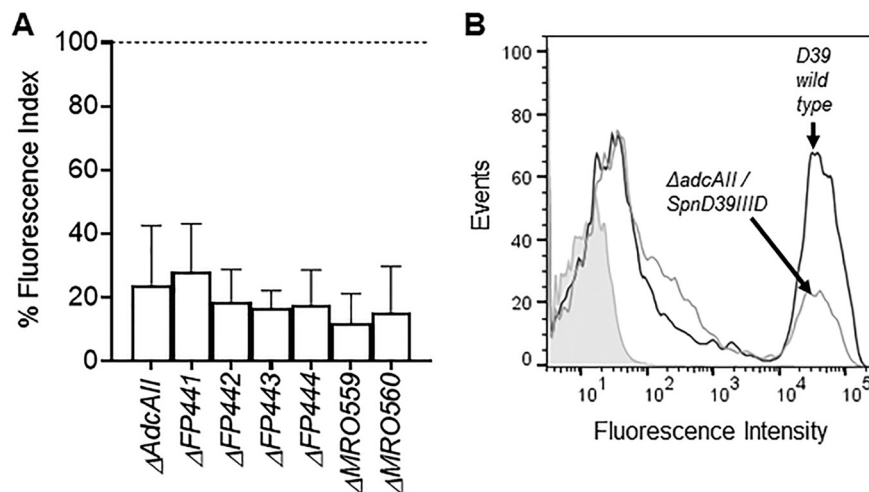 A
% Fluorescence Index
100
80
60
40
20
0
ΔAdcAII
ΔFP441
ΔFP442
ΔFP443
ΔFP444
ΔMRO559
ΔMRO560
B
Events
100
80
60
40
20
0
D39
wild
type
ΔadcAII /
SpnD39IIID
10¹ 10² 10³ 10⁴ 10⁵
Fluorescence Intensity